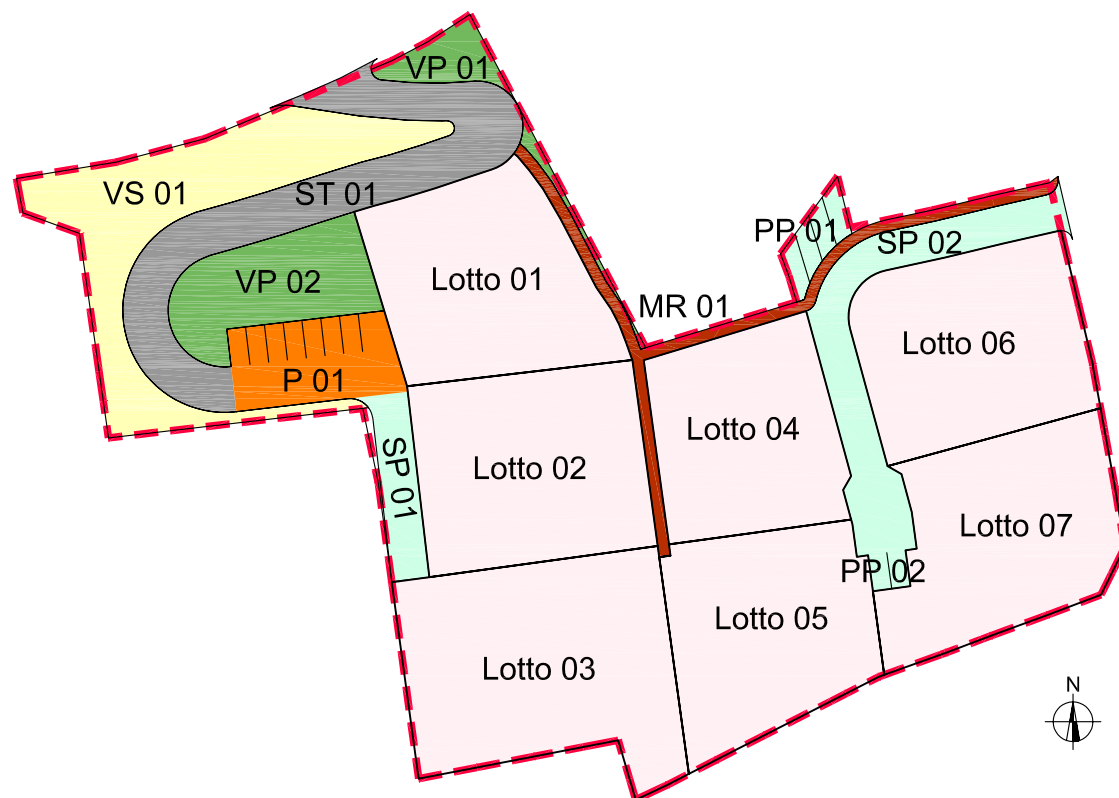 VP 01
VS 01
ST 01
PP 01
SP 02
VP 02
Lotto 01
MR 01
Lotto 06
P 01
Lotto 04
SP 01
Lotto 02
Lotto 07
PP 02
Lotto 05
Lotto 03
N